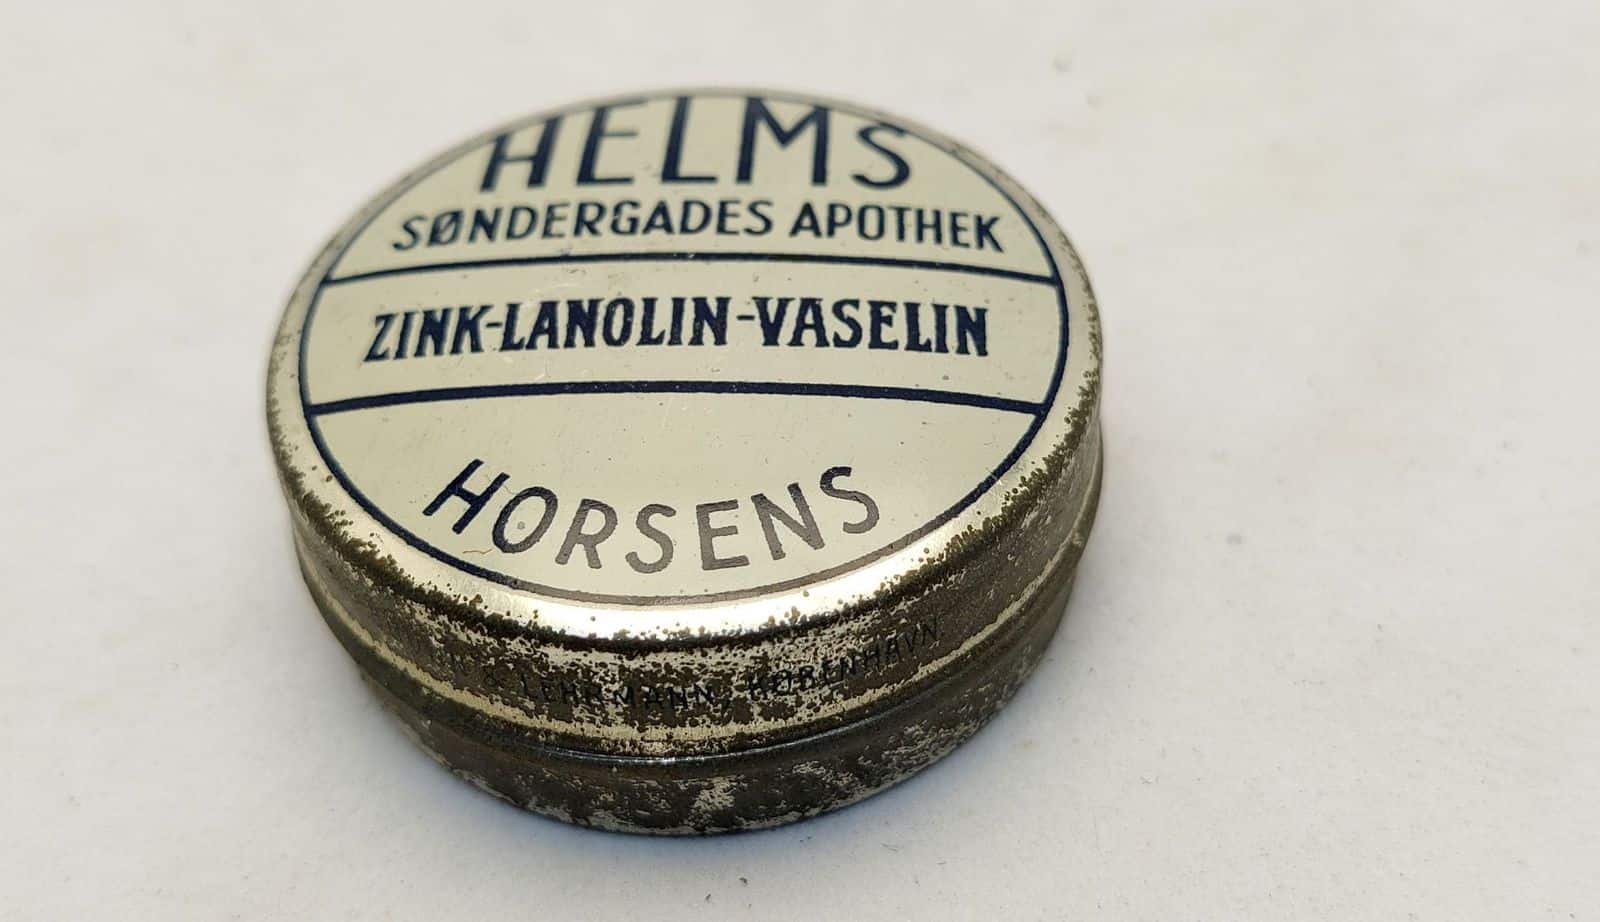 HELMS
SØNDERGADES APOTHEK
ZINK-LANOLIN-VASELIN
HORSENS
& LEHRMANN, KØBENHAVN